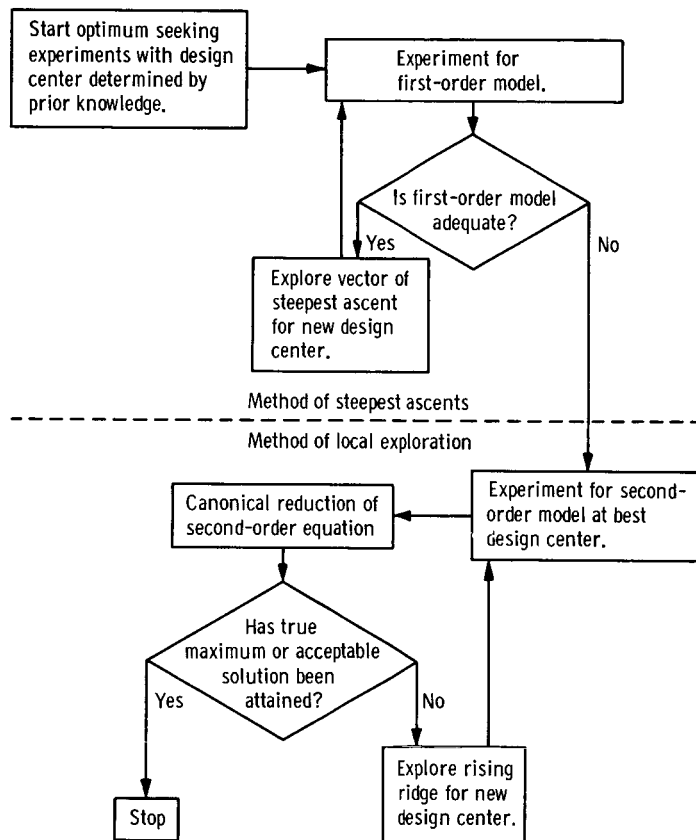 Start optimum seeking
experiments with design
center determined by
prior knowledge.
Experiment for
first-order model.
Is first-order model
adequate?
Yes
No
Explore vector of
steepest ascent
for new design
center.
Method of steepest ascents
Method of local exploration
Experiment for second-
order model at best
design center.
Canonical reduction of
second-order equation
Has true
maximum or acceptable
solution been
attained?
Yes
No
Explore rising
ridge for new
design center.
Stop